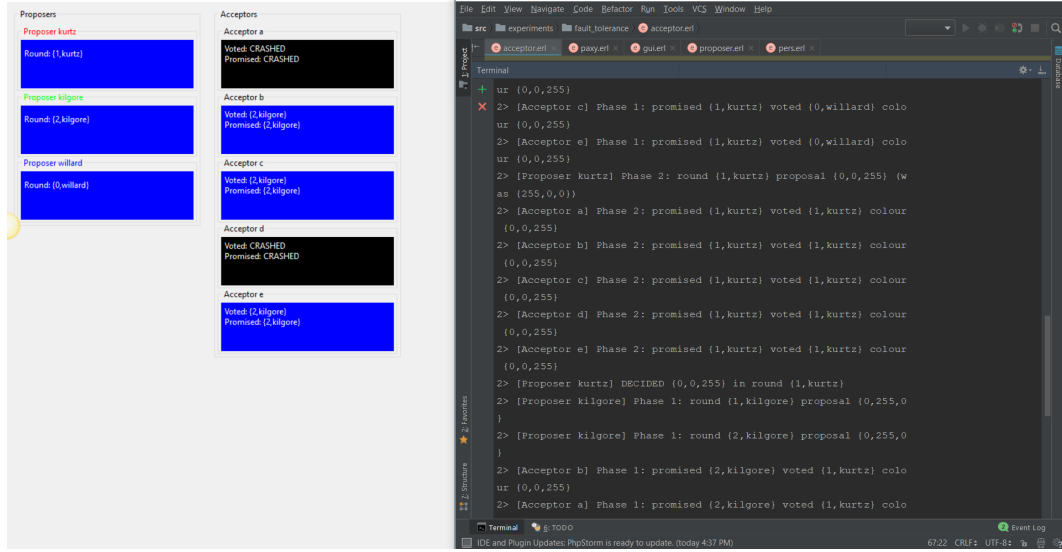 Proposers
Proposer kurtz
Round: {1,kurtz}
Proposer kilgore
Round: {2,kilgore}
Proposer willard
Round: {0,willard}
Acceptors
Acceptor a
Voted: CRASHED
Promised: CRASHED
Acceptor b
Voted: {2,kilgore}
Promised: {2,kilgore}
Acceptor c
Voted: {2,kilgore}
Promised: {2,kilgore}
Acceptor d
Voted: CRASHED
Promised: CRASHED
Acceptor e
Voted: {2,kilgore}
Promised: {2,kilgore}
File Edit View Navigate Code Refactor Run Tools VCS Window Help
src experiments fault_tolerance acceptor.erl
acceptor.erl paxy.erl gui.erl proposer.erl pers.erl
1: Project
Database
Terminal
ur {0,0,255}
2> [Acceptor c] Phase 1: promised {1,kurtz} voted {0,willard} colo
ur {0,0,255}
2> [Acceptor e] Phase 1: promised {1,kurtz} voted {0,willard} colo
ur {0,0,255}
2> [Proposer kurtz] Phase 2: round {1,kurtz} proposal {0,0,255} (w
as {255,0,0})
2> [Acceptor a] Phase 2: promised {1,kurtz} voted {1,kurtz} colour
{0,0,255}
2> [Acceptor b] Phase 2: promised {1,kurtz} voted {1,kurtz} colour
{0,0,255}
2> [Acceptor c] Phase 2: promised {1,kurtz} voted {1,kurtz} colour
{0,0,255}
2> [Acceptor d] Phase 2: promised {1,kurtz} voted {1,kurtz} colour
{0,0,255}
2> [Acceptor e] Phase 2: promised {1,kurtz} voted {1,kurtz} colour
{0,0,255}
2> [Proposer kurtz] DECIDED {0,0,255} in round {1,kurtz}
2> [Proposer kilgore] Phase 1: round {1,kilgore} proposal {0,255,0
}
2> [Proposer kilgore] Phase 1: round {2,kilgore} proposal {0,255,0
}
2> [Acceptor b] Phase 1: promised {2,kilgore} voted {1,kurtz} colo
ur {0,0,255}
2> [Acceptor a] Phase 1: promised {2,kilgore} voted {1,kurtz} colo
2: Favorites
7: Structure
Terminal 6: TODO
2 Event Log
IDE and Plugin Updates: PhpStorm is ready to update. (today 4:37 PM)
67:22 CRLF UTF-8